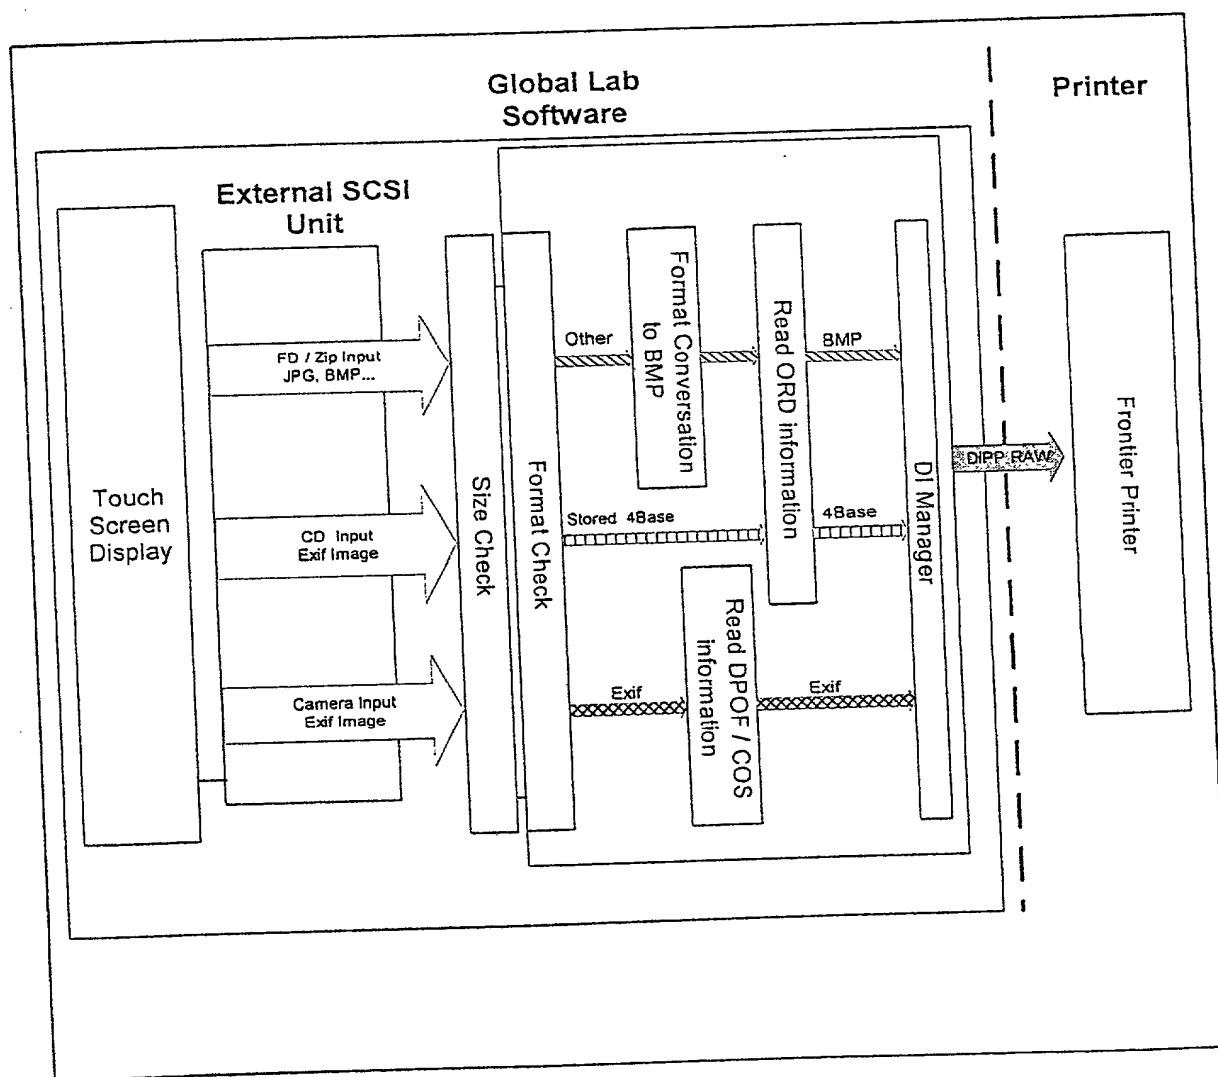 Global Lab
Software
Printer
External SCSI
Unit
Touch
Screen
Display
FD / Zip Input
JPG, BMP...
CD Input
Exif Image
Camera Input
Exif Image
Size Check
Format Check
Other
Format Conversation
to BMP
Read ORD information
BMP
Stored 4Base
4Base
Exif
Read DPOF / COS
information
Exif
DI Manager
DIPP RAW
Frontier Printer